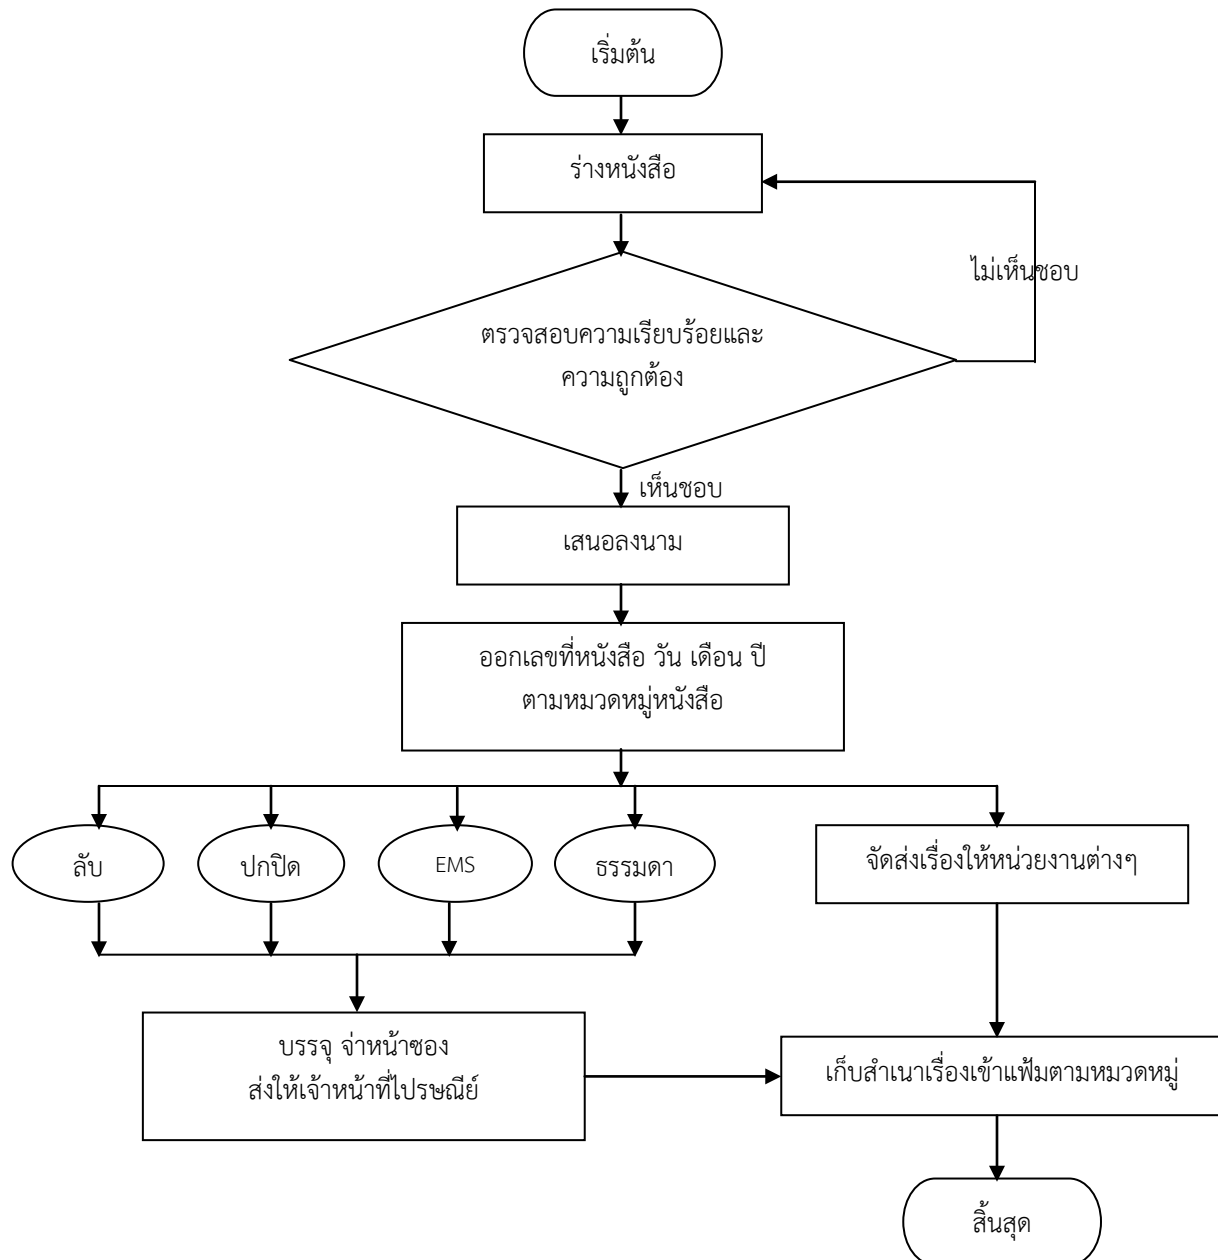 เริ่มต้น
ร่างหนังสือ
ไม่เห็นชอบ
ตรวจสอบความเรียบร้อยและ
ความถูกต้อง
เห็นชอบ
เสนอลงนาม
ออกเลขที่หนังสือ วัน เดือน ปี
ตามหมวดหมู่หนังสือ
ลับ
ปกปิด
EMS
ธรรมดา
จัดส่งเรื่องให้หน่วยงานต่างๆ
บรรจุ จ่าหน้าซอง
ส่งให้เจ้าหน้าที่ไปรษณีย์
เก็บสำเนาเรื่องเข้าแฟ้มตามหมวดหมู่
สิ้นสุด